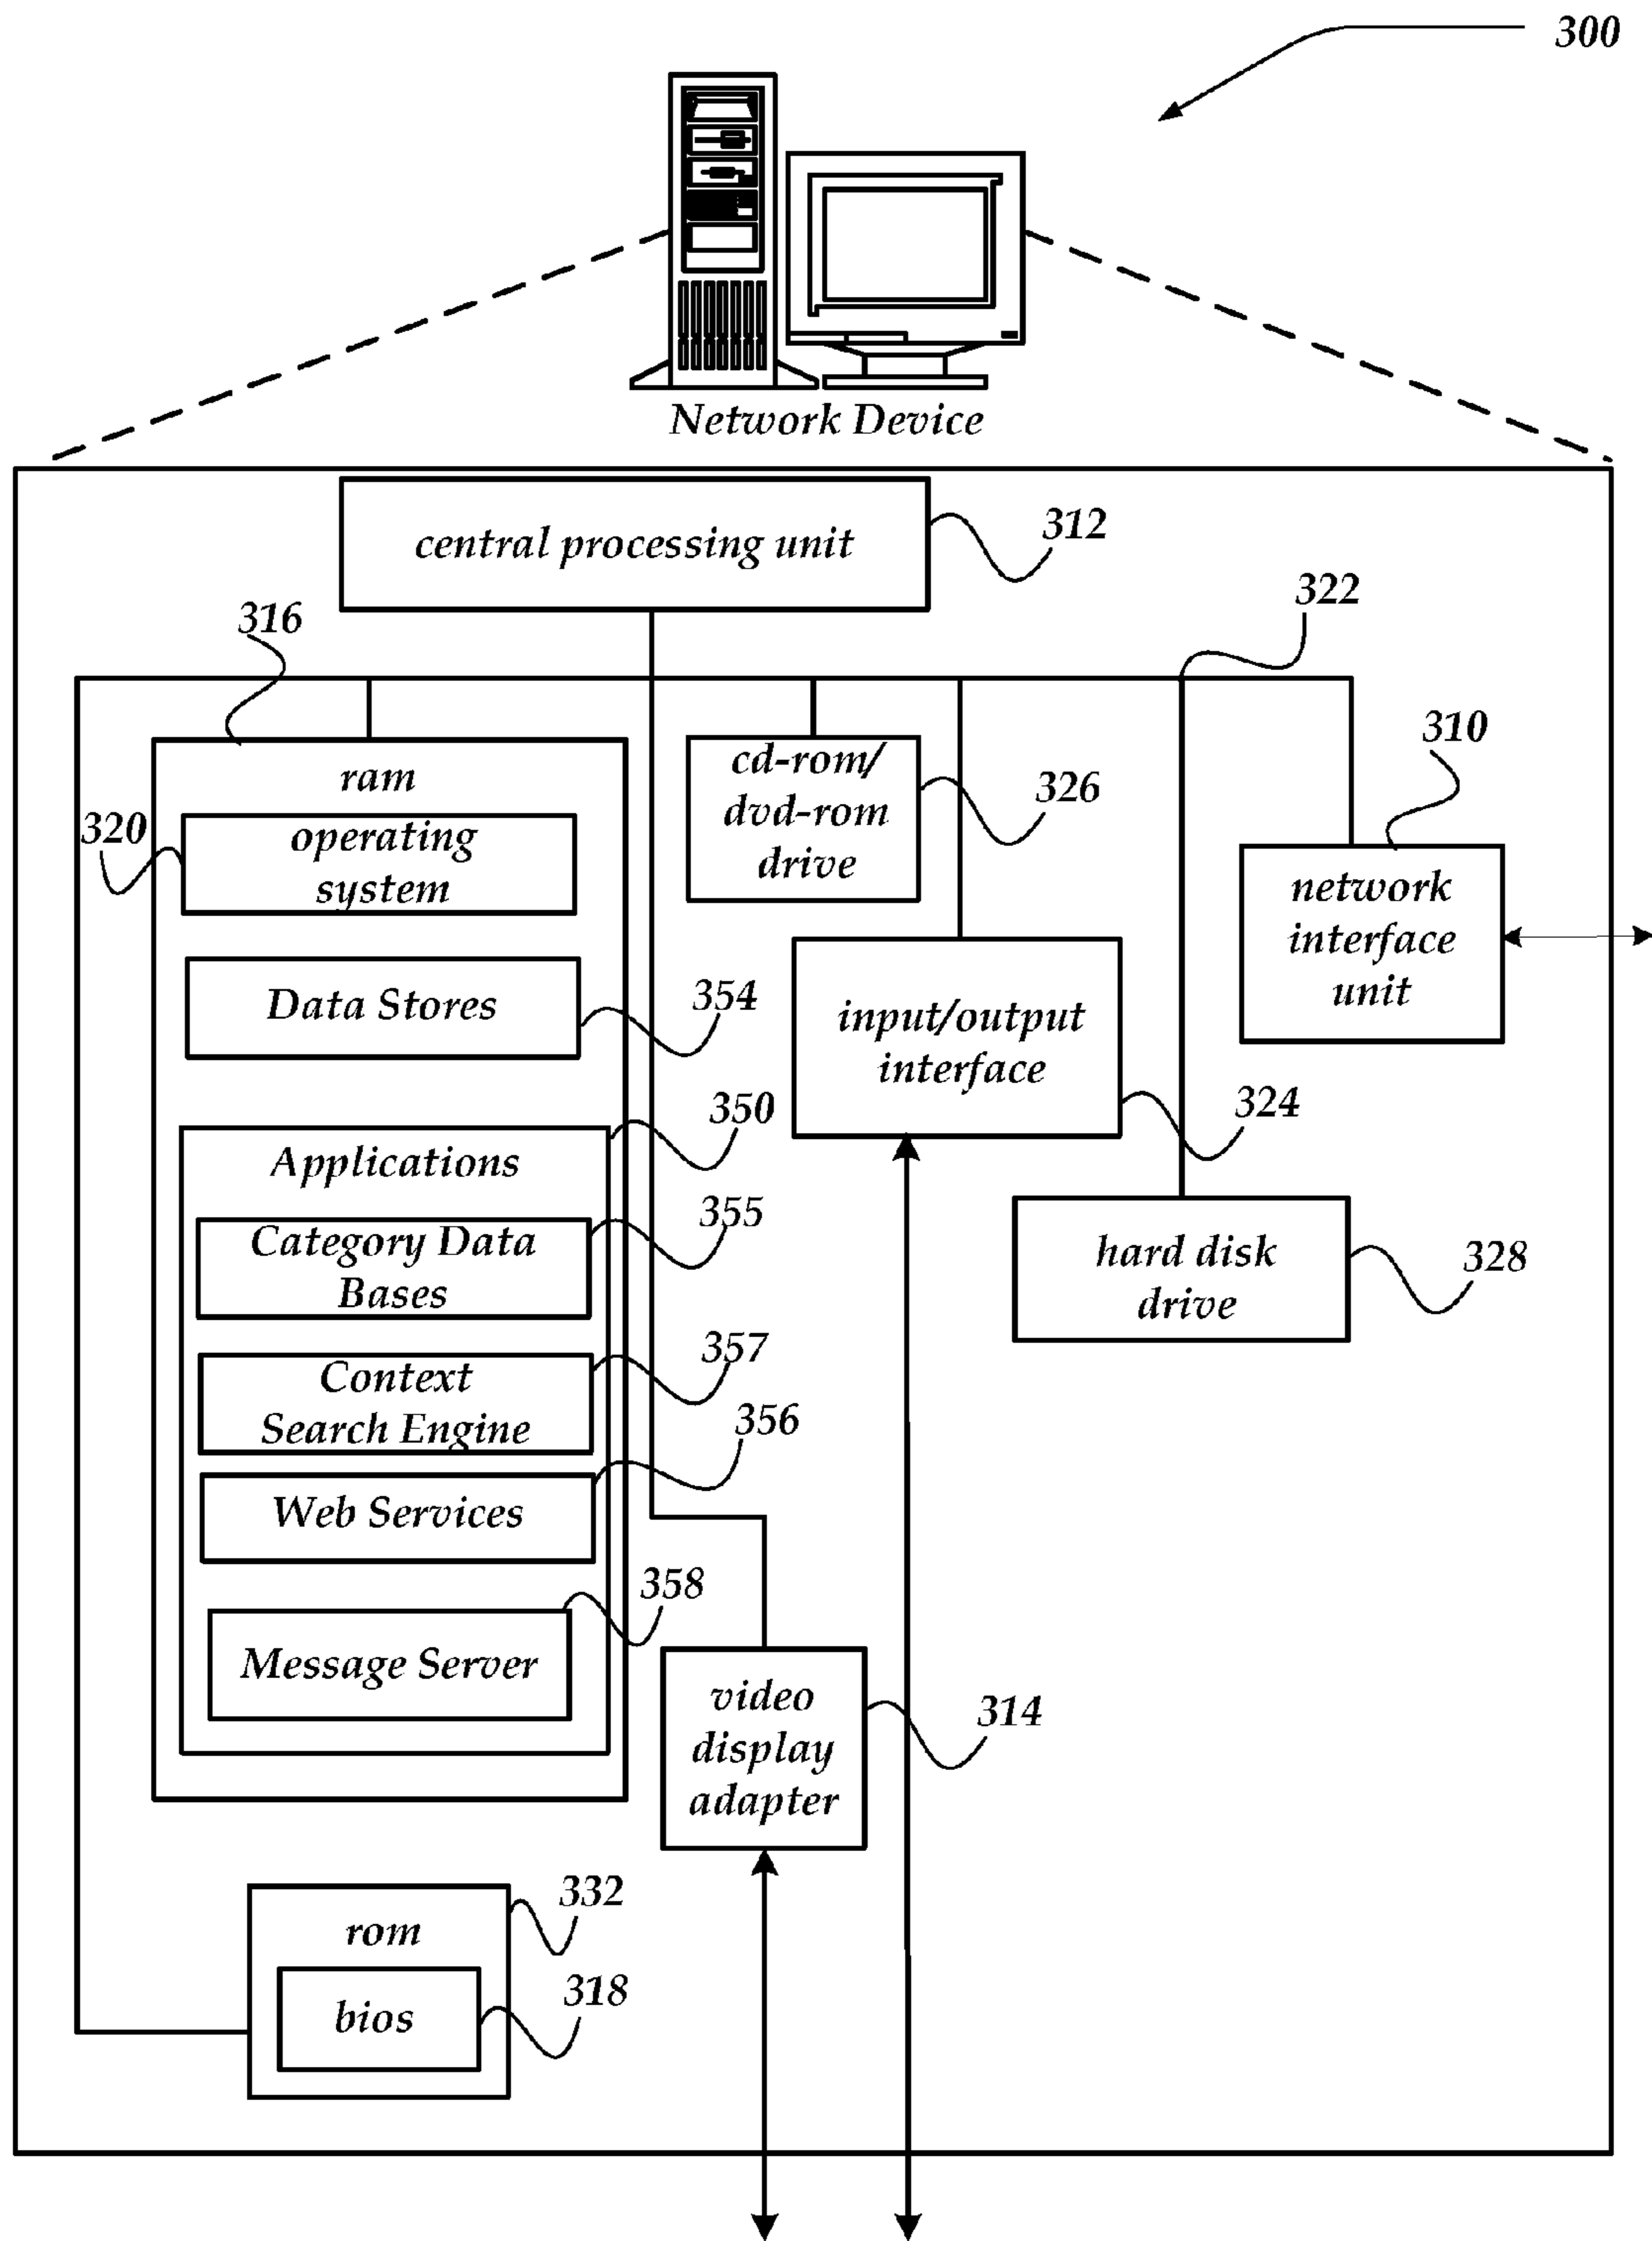 300
Network Device
central processing unit
312
322
316
310
ram
cd-rom/
dvd-rom
drive
326
320
operating
system
network
interface
unit
Data Stores
354
input/output
interface
350
324
Applications
355
Category Data
Bases
hard disk
drive
328
357
Context
Search Engine
356
Web Services
358
Message Server
video
display
adapter
314
332
rom
318
bios